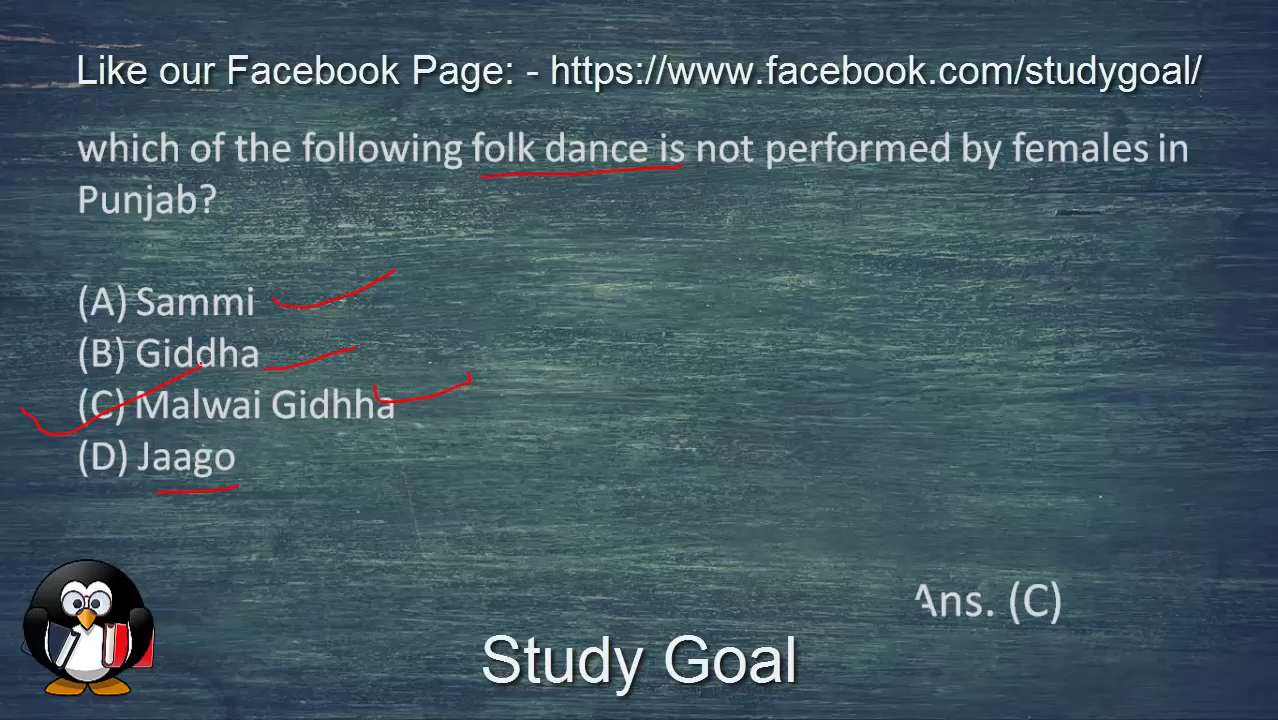 Like our Facebook Page: - https://www.facebook.com/studygoal/
which of the following folk dance is not performed by females in
Punjab?
(A) Sammi
(B) Giddha
(C) Malwai Gidhha
(D) Jaago
Ans. (C)
Study Goal